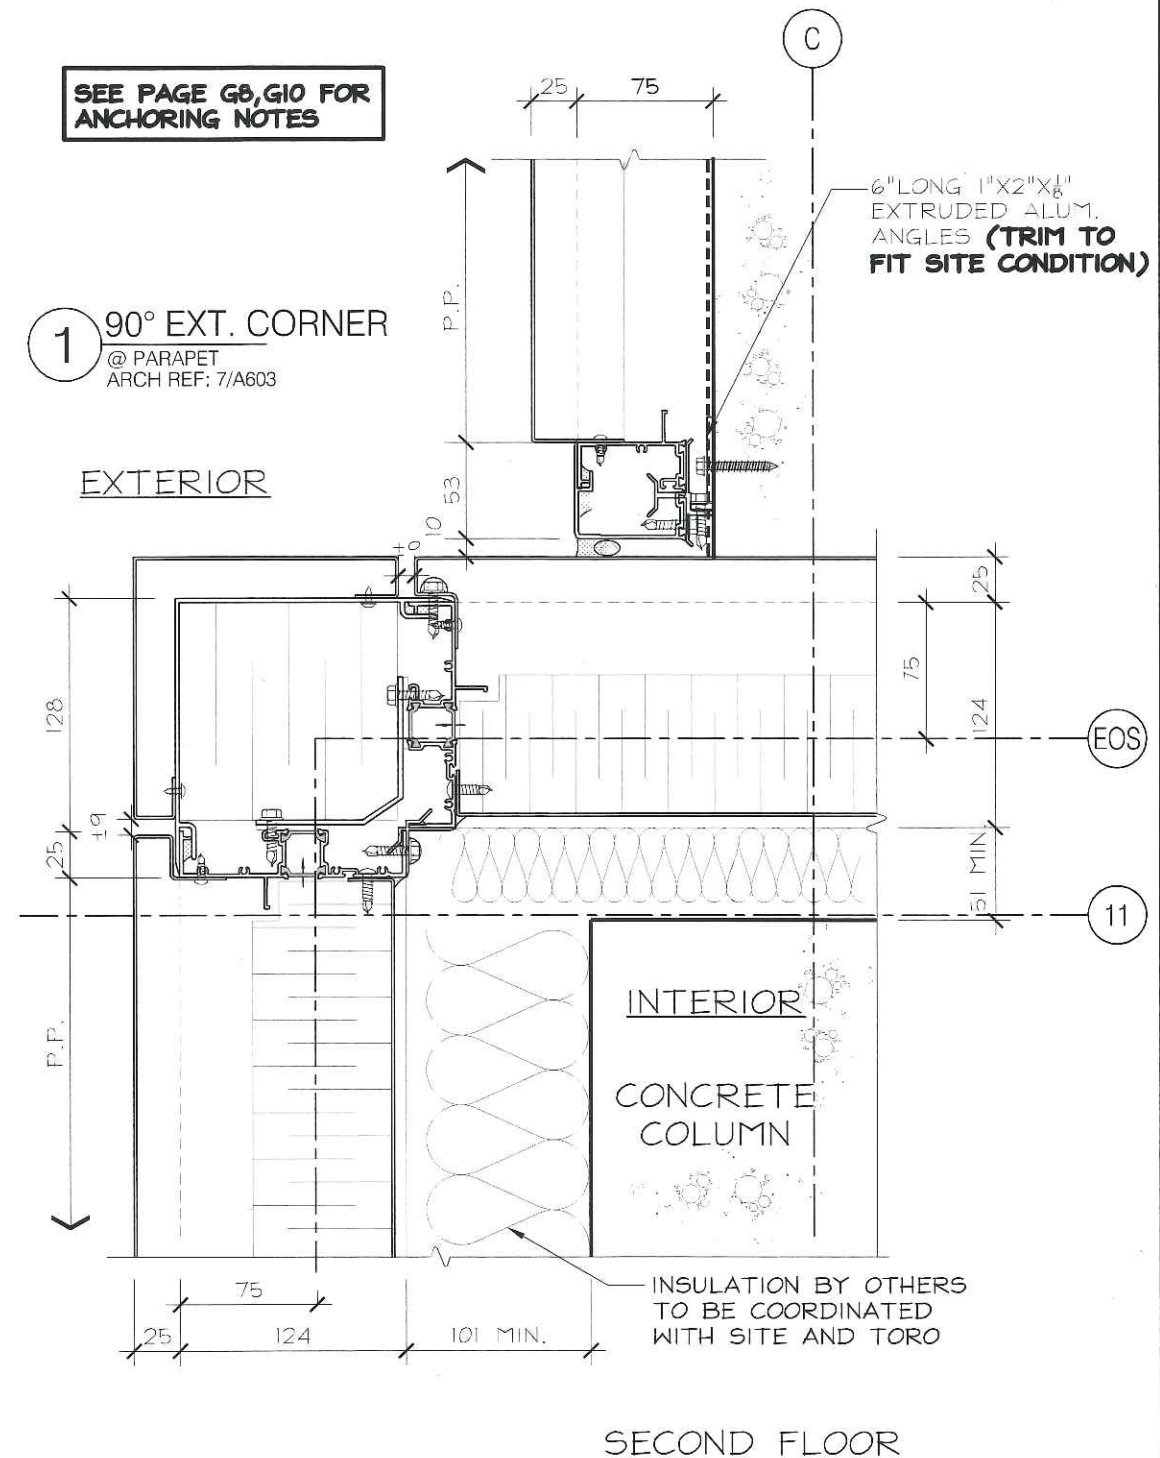 C
SEE PAGE G8,G10 FOR
ANCHORING NOTES
25
75
6"LONG 1"X2"X⅛"
EXTRUDED ALUM.
ANGLES (TRIM TO
FIT SITE CONDITION)
P.P.
1
90° EXT. CORNER
@ PARAPET
ARCH REF: 7/A603
EXTERIOR
53
10
25
75
128
124
EOS
±9
25
51 MIN
11
INTERIOR
P.P.
CONCRETE
COLUMN
INSULATION BY OTHERS
TO BE COORDINATED
WITH SITE AND TORO
75
25
124
101 MIN.
SECOND FLOOR